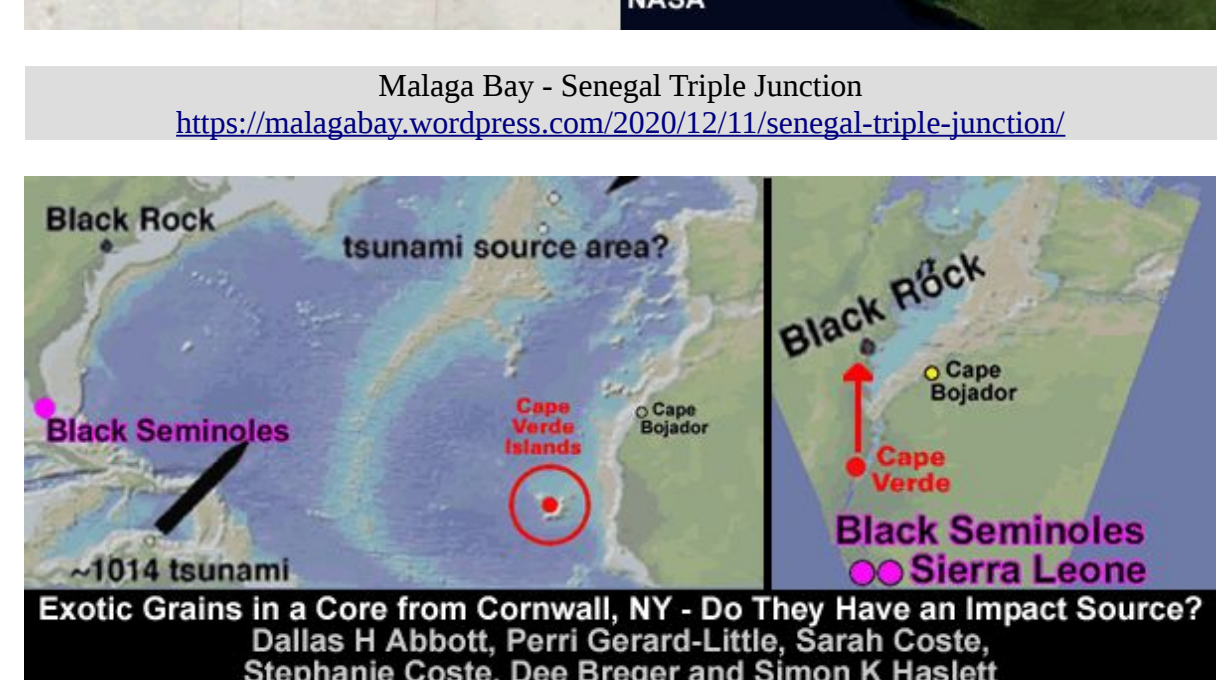 NASA
Malaga Bay - Senegal Triple Junction
https://malagabay.wordpress.com/2020/12/11/senegal-triple-junction/
Black Rock
tsunami source area?
Cape
Verde
Islands
Cape
Bojador
Black Seminoles
~1014 tsunami
Black Rock
Cape
Bojador
Cape
Verde
Black Seminoles
Sierra Leone
Exotic Grains in a Core from Cornwall, NY - Do They Have an Impact Source?
Dallas H Abbott, Perri Gerard-Little, Sarah Coste,
Stephanie Coste, Dee Breger and Simon K Haslett